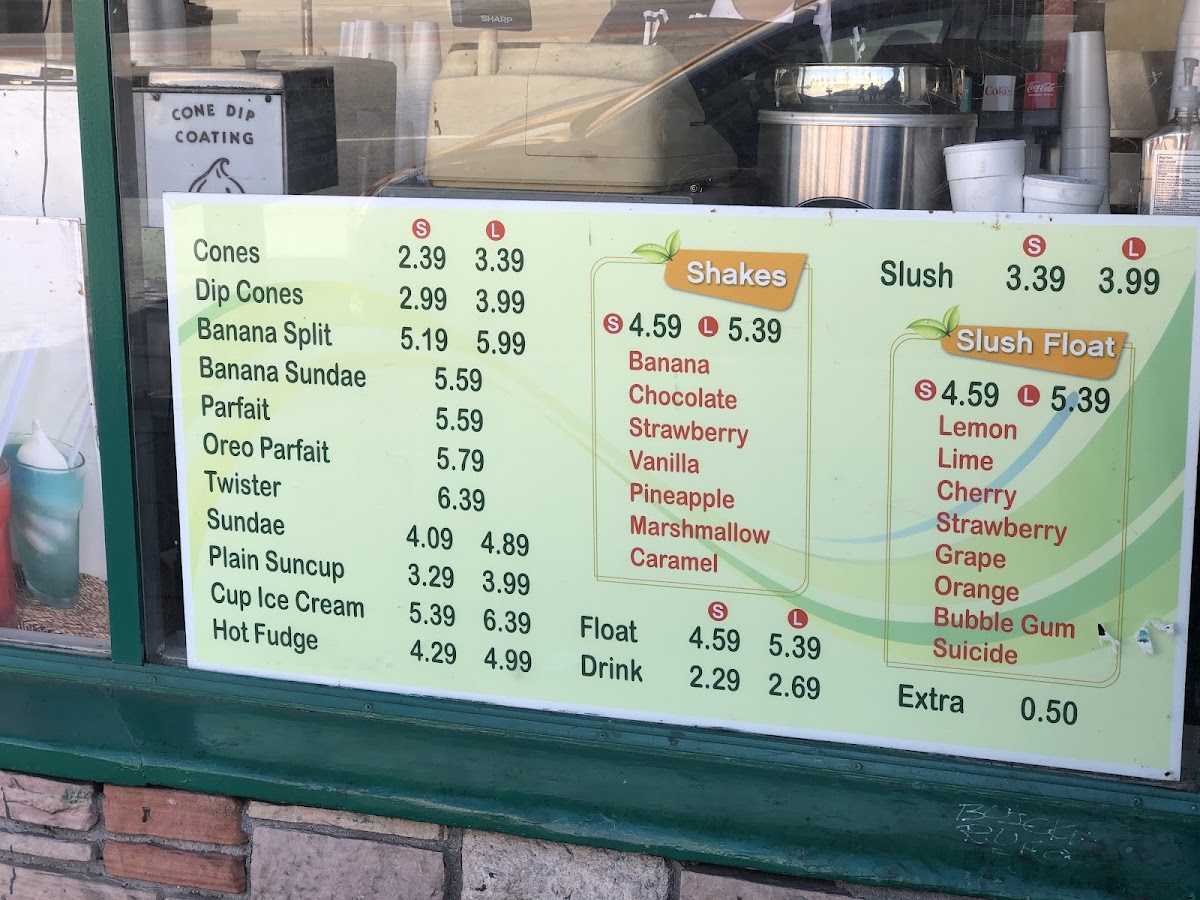 SHARP
CONE DIP
COATING
Coke
Coca-Cola
S L
Cones 2.39 3.39
Dip Cones 2.99 3.99
Banana Split 5.19 5.99
Banana Sundae 5.59
Parfait 5.59
Oreo Parfait 5.79
Twister 6.39
Sundae 4.09 4.89
Plain Suncup 3.29 3.99
Cup Ice Cream 5.39 6.39
Hot Fudge 4.29 4.99
Shakes
S 4.59 L 5.39
Banana
Chocolate
Strawberry
Vanilla
Pineapple
Marshmallow
Caramel
S L
Float 4.59 5.39
Drink 2.29 2.69
S L
Slush 3.39 3.99
Slush Float
S 4.59 L 5.39
Lemon
Lime
Cherry
Strawberry
Grape
Orange
Bubble Gum
Suicide
Extra 0.50